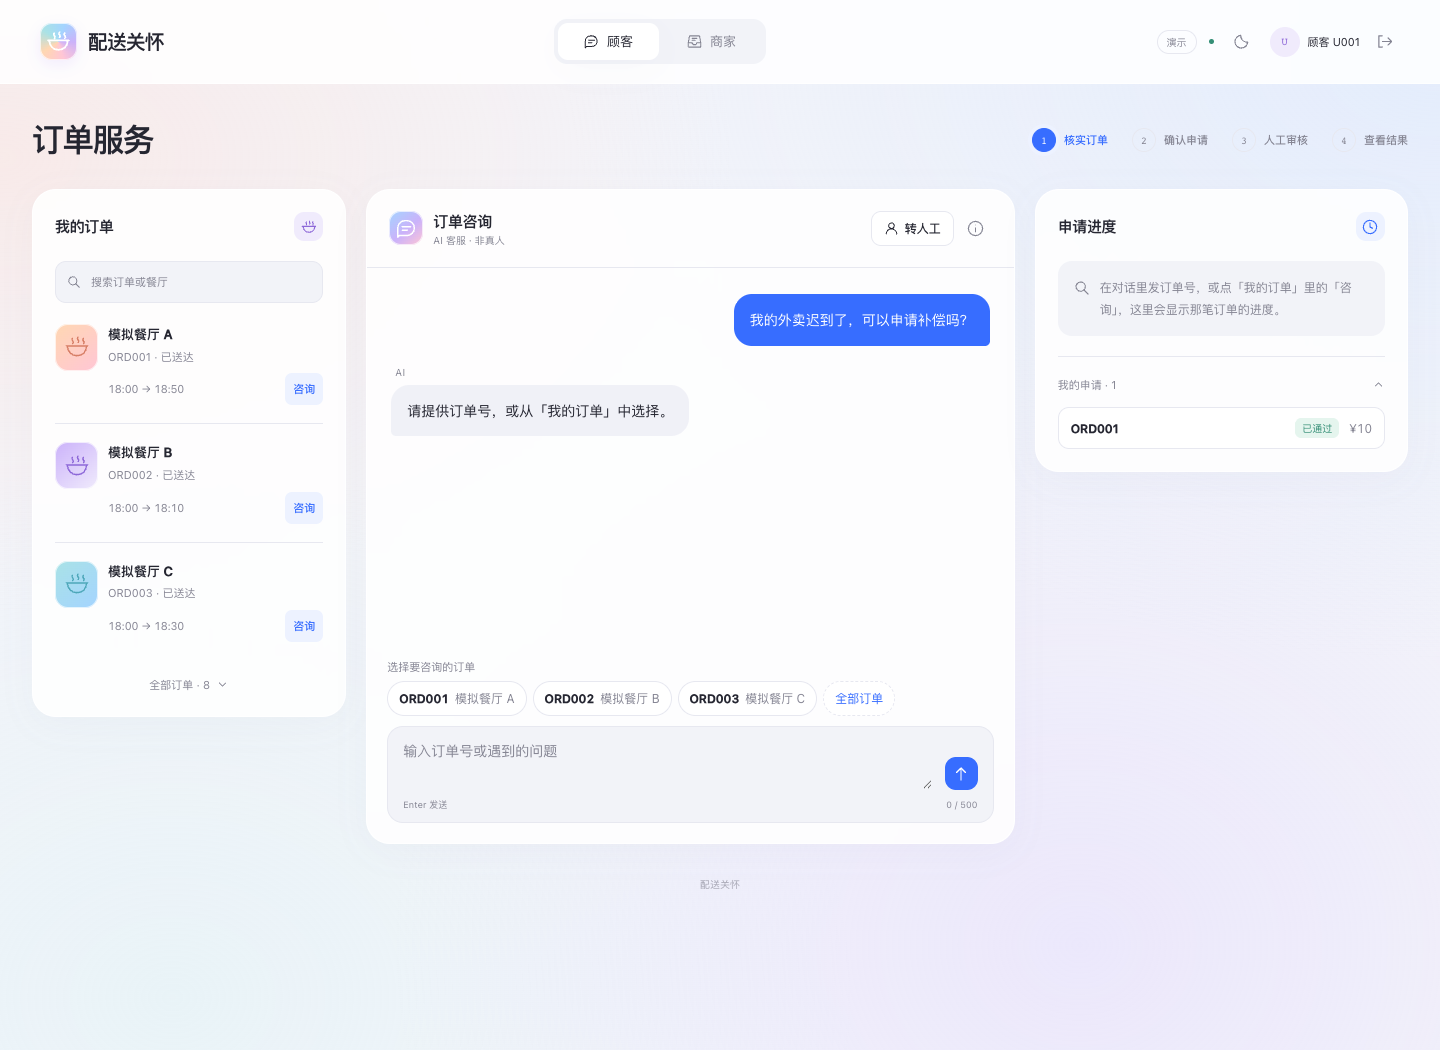 配送关怀
顾客
商家
演示
U
顾客 U001
订单服务
1 核实订单
2 确认申请
3 人工审核
4 查看结果
我的订单
搜索订单或餐厅
模拟餐厅 A
ORD001 · 已送达
18:00 → 18:50
咨询
模拟餐厅 B
ORD002 · 已送达
18:00 → 18:10
咨询
模拟餐厅 C
ORD003 · 已送达
18:00 → 18:30
咨询
全部订单 · 8
订单咨询
AI 客服 · 非真人
转人工
我的外卖迟到了，可以申请补偿吗？
AI
请提供订单号，或从「我的订单」中选择。
选择要咨询的订单
ORD001 模拟餐厅 A
ORD002 模拟餐厅 B
ORD003 模拟餐厅 C
全部订单
输入订单号或遇到的问题
Enter 发送
0 / 500
申请进度
在对话里发订单号，或点「我的订单」里的「咨
询」，这里会显示那笔订单的进度。
我的申请 · 1
ORD001
已通过
¥10
配送关怀